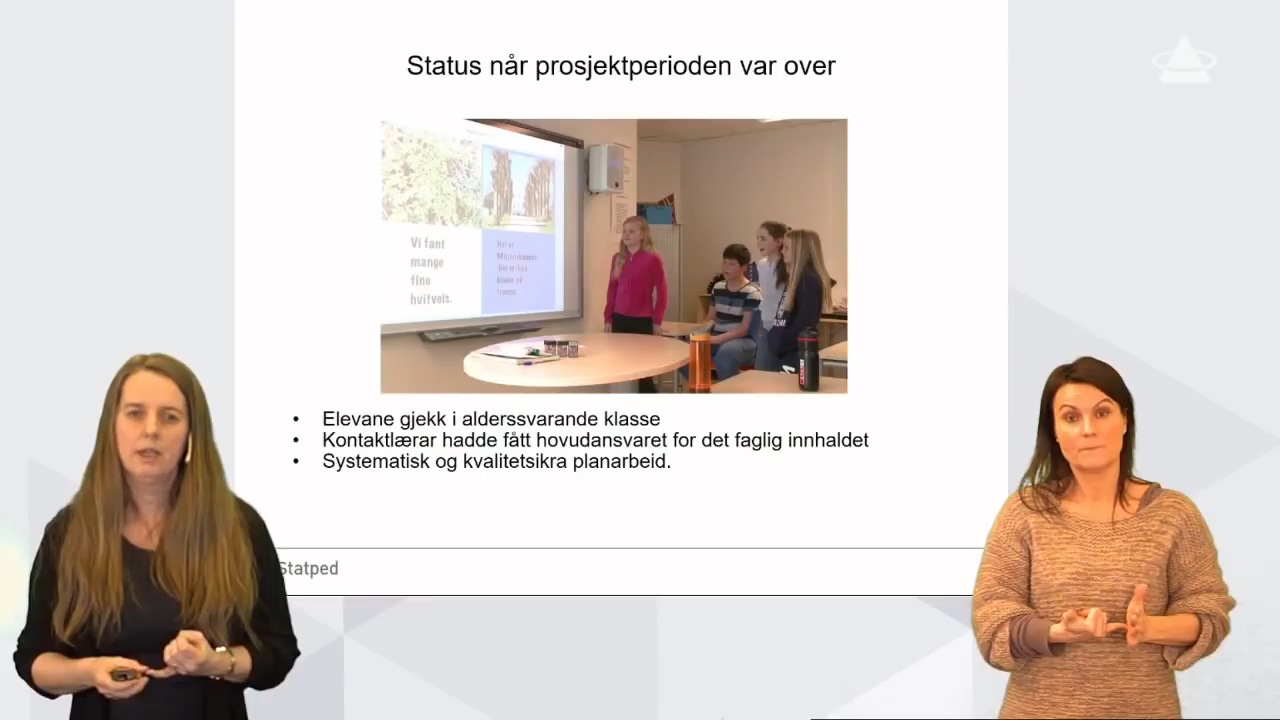 Status når prosjektperioden var over
Vi fant
mange
fine
hvitveis.
• Elevane gjekk i alderssvarande klasse
• Kontaktlærar hadde fått hovudansvaret for det faglig innhaldet
• Systematisk og kvalitetsikra planarbeid.
Statped